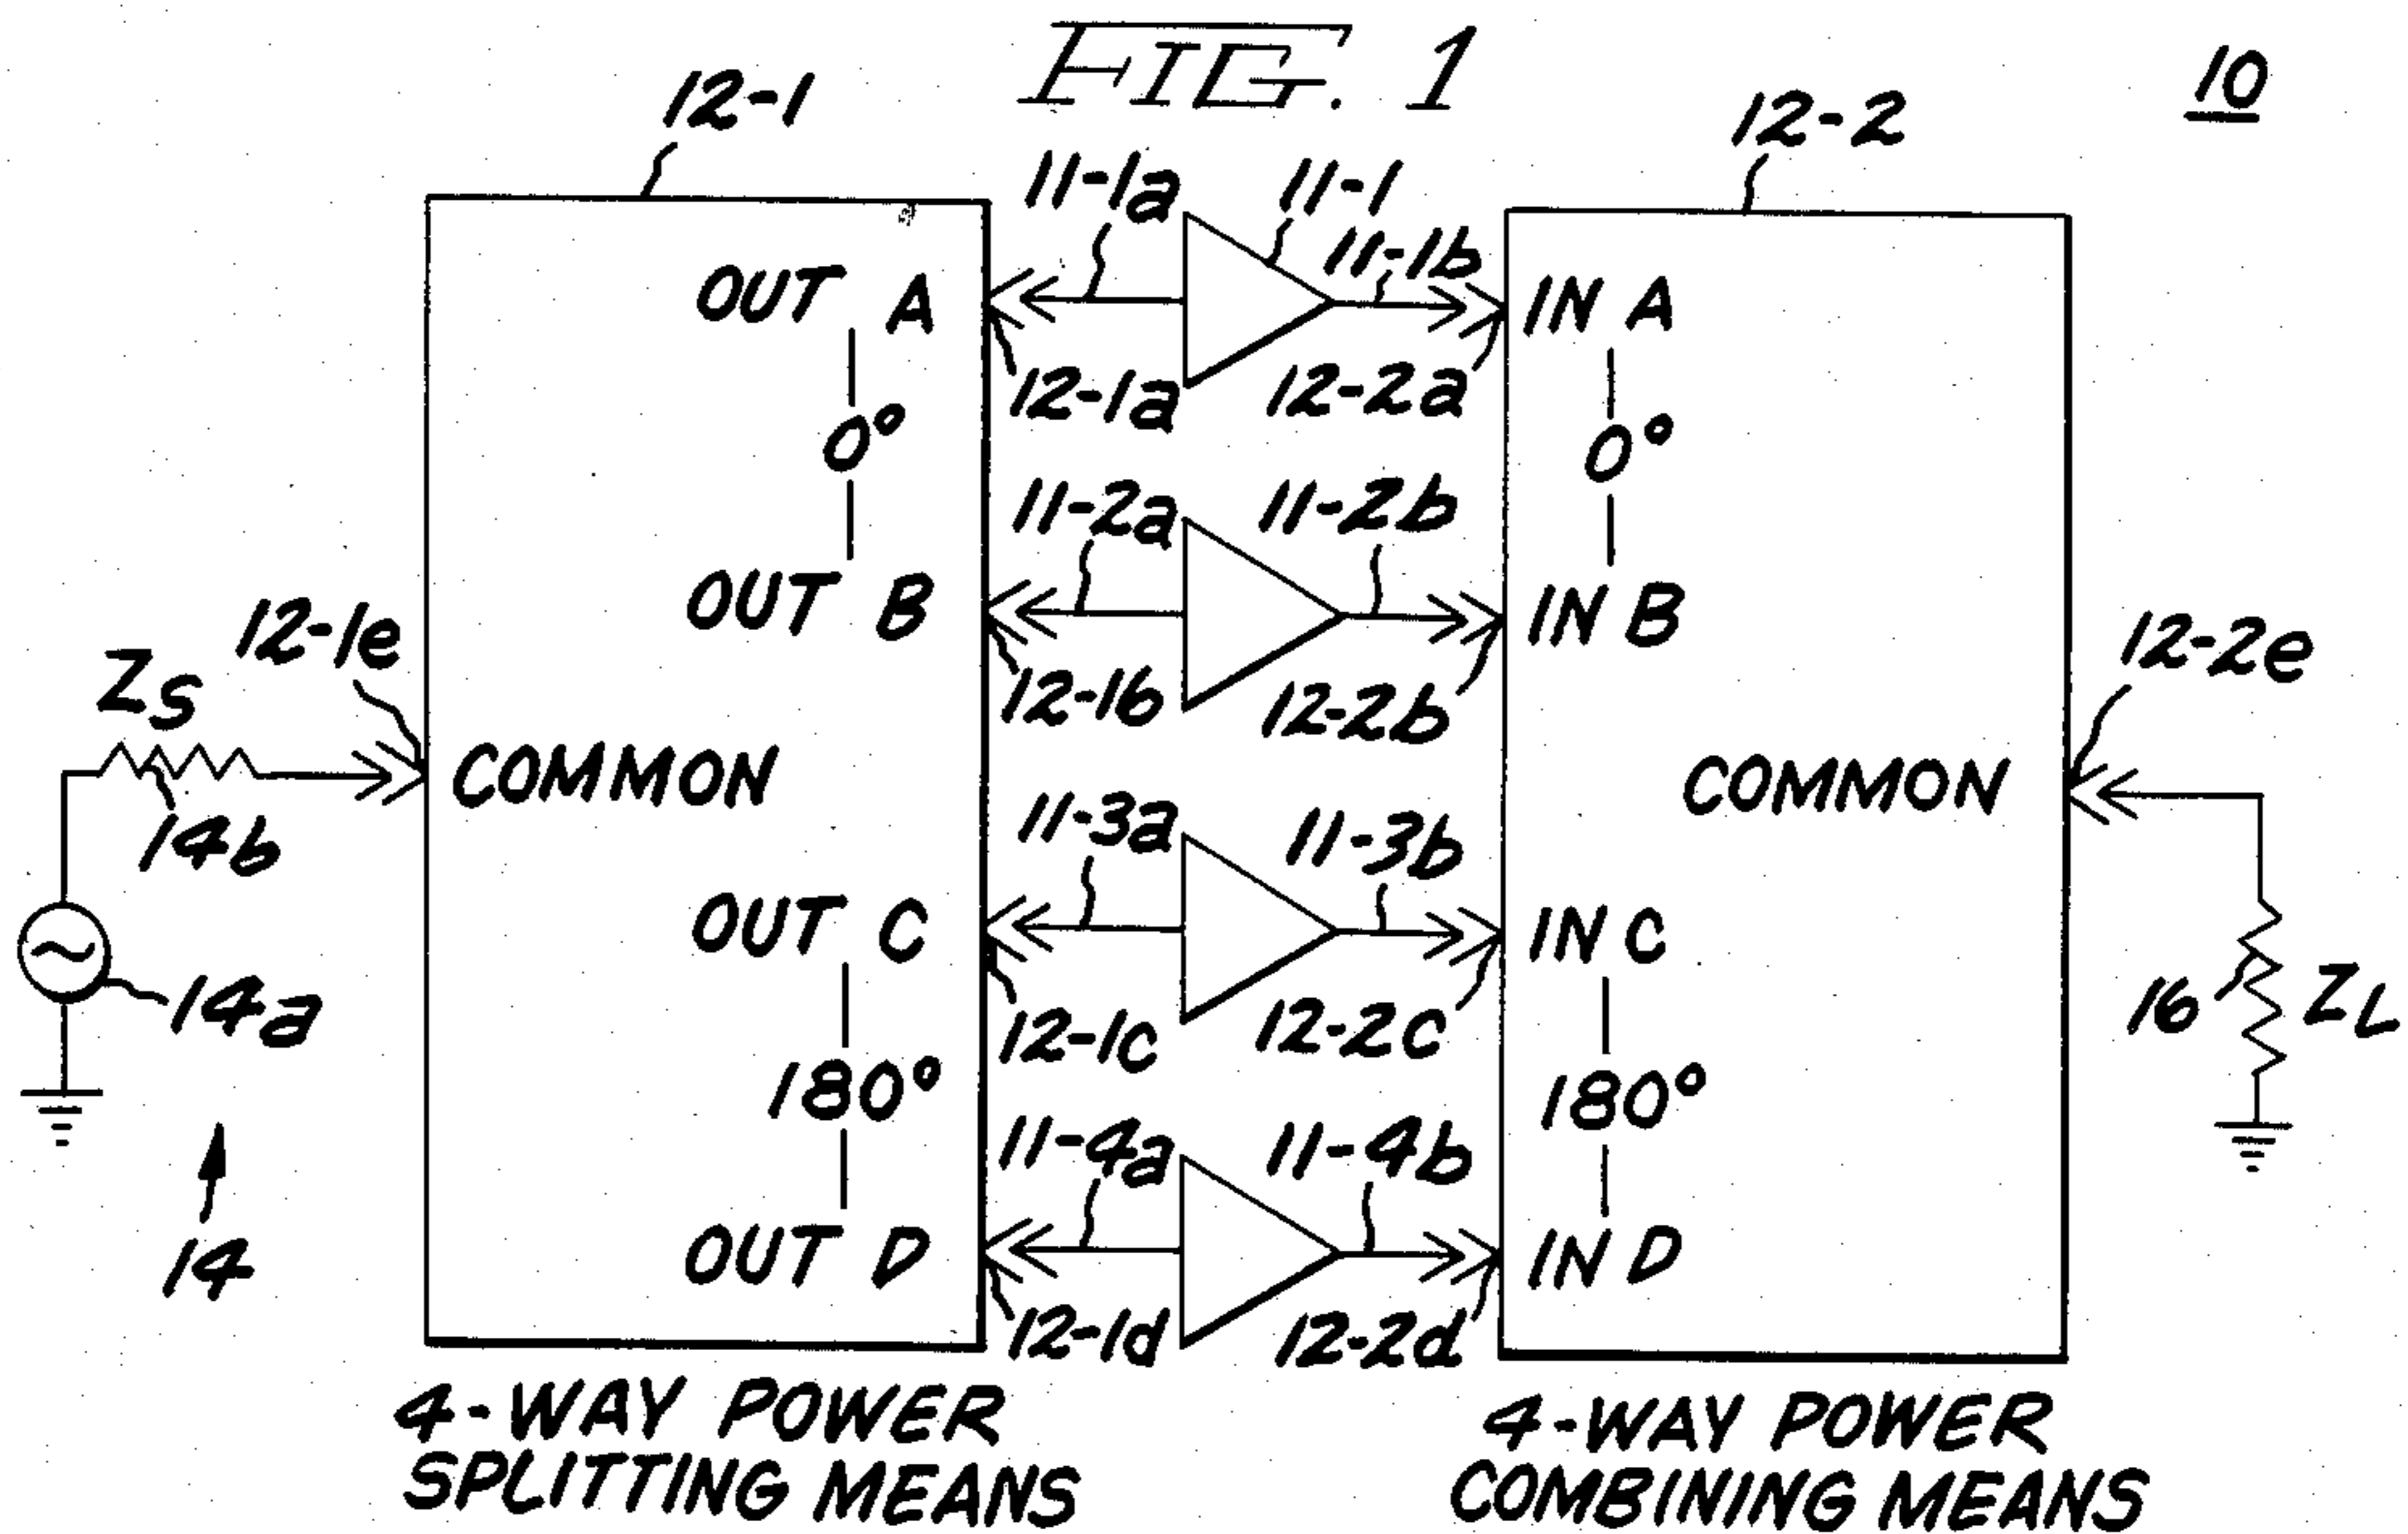 FIG. 1
10
12-1
12-2
11-1a
11-1
11-1b
OUT A
IN A
12-1a
12-2a
0°
0°
11-2a
11-2b
OUT B
IN B
12-1e
12-2e
ZS
12-1b
12-2b
COMMON
COMMON
14b
11-3a
11-3b
OUT C
IN C
14a
16
ZL
12-1c
12-2c
180°
180°
11-4a
11-4b
14
OUT D
IN D
12-1d
12-2d
4-WAY POWER
SPLITTING MEANS
4-WAY POWER
COMBINING MEANS